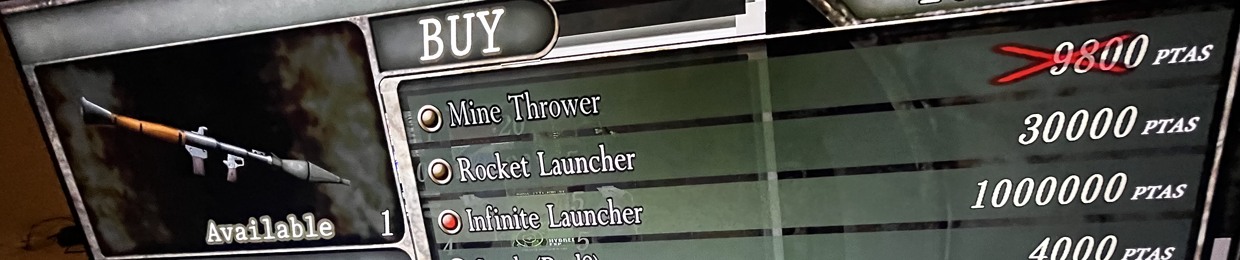 BUY
9800 PTAS
Mine Thrower
30000 PTAS
Rocket Launcher
1000000 PTAS
Infinite Launcher
4000 PTAS
Available 1